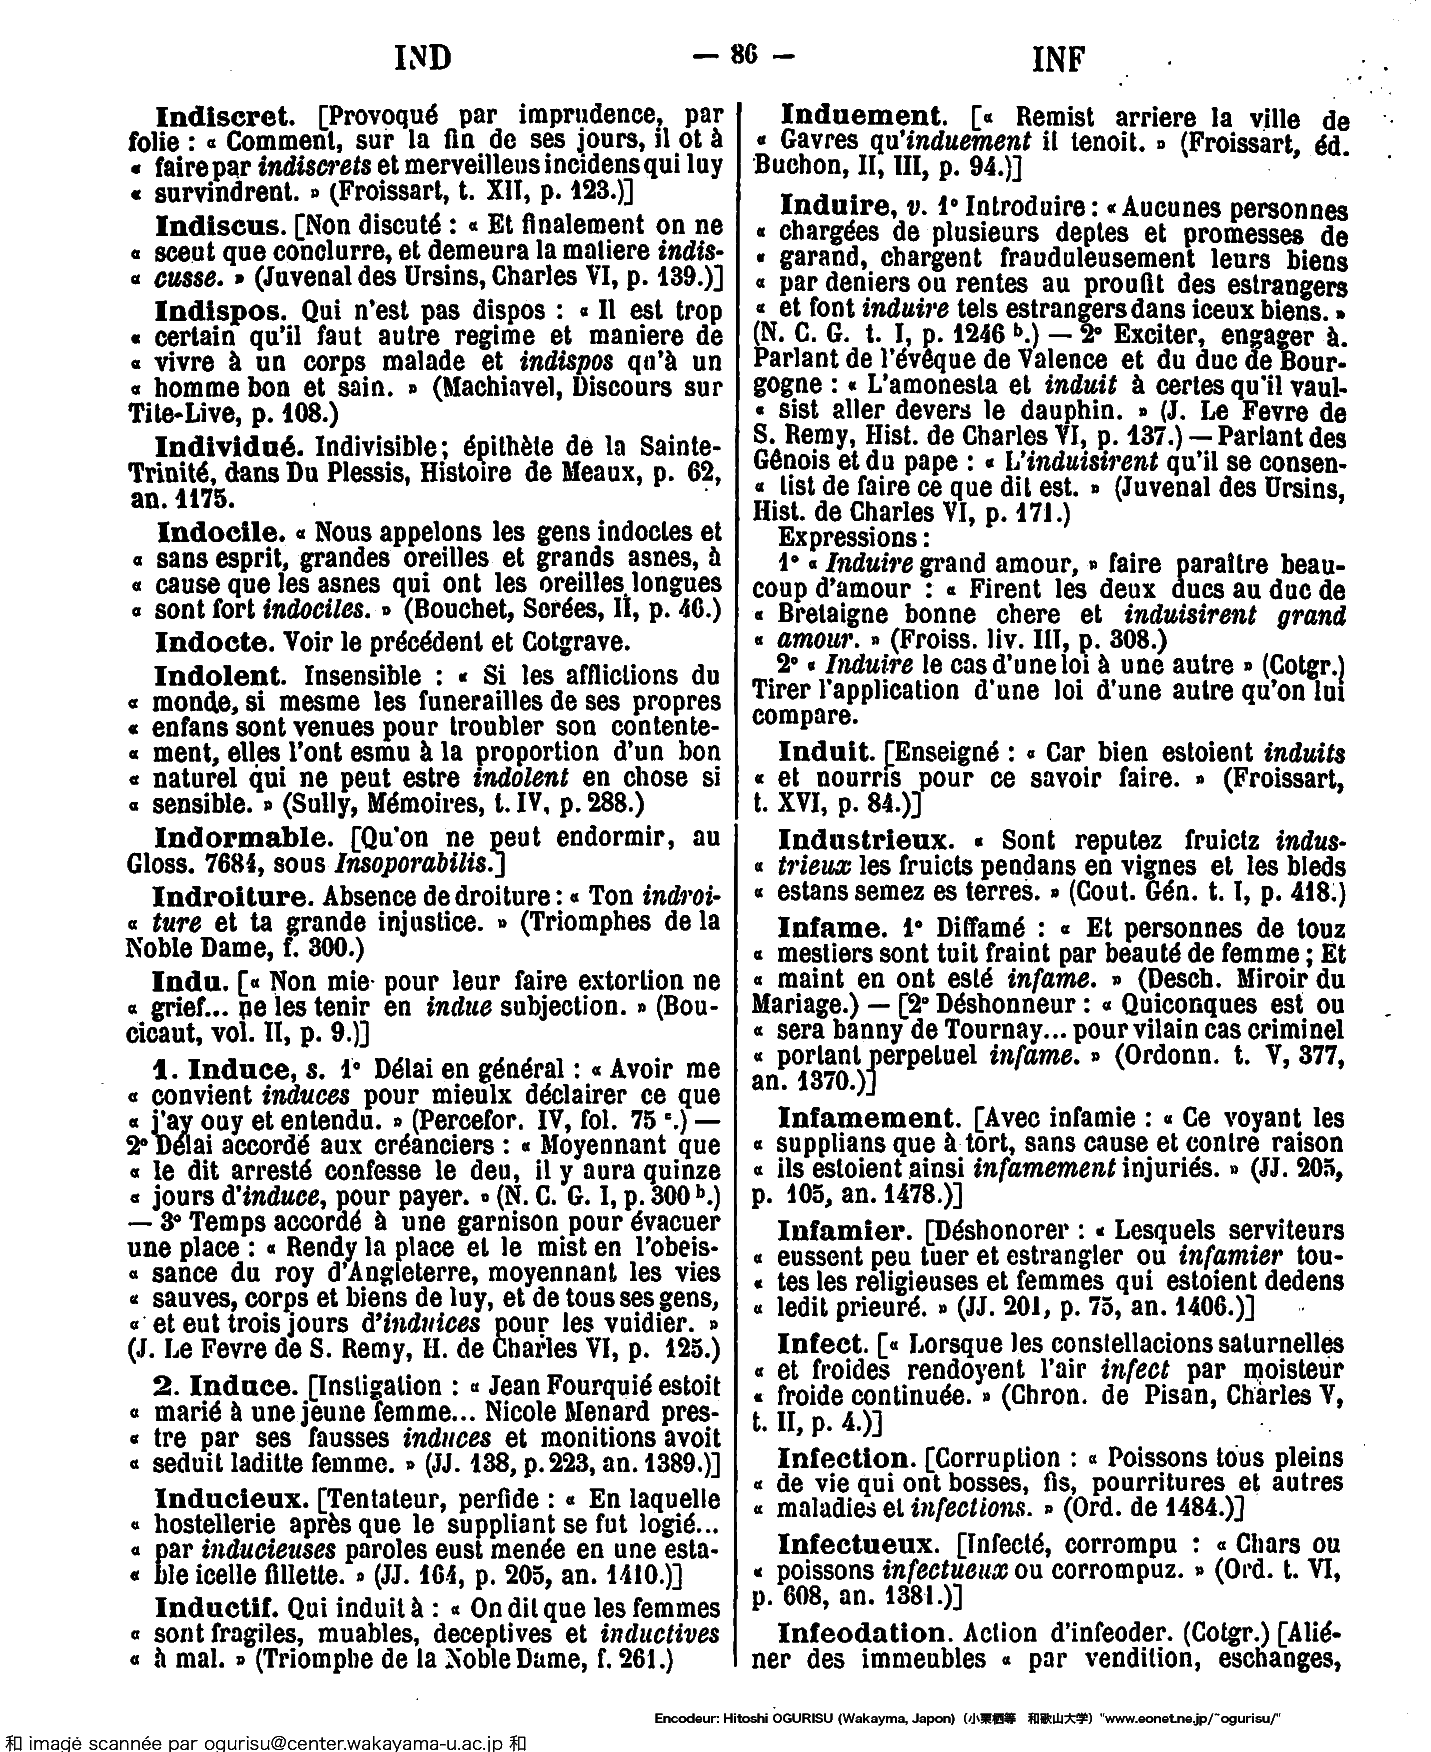 IND
— 86 —
INF
Indiscret. [Provoqué par imprudence, par
folie : « Comment, sur la fin de ses jours, il ot à
« faire par indiscrets et merveilleus incidens qui luy
« survindrent. » (Froissart, t. XII, p. 123.)]
Indiscus. [Non discuté : « Et finalement on ne
« sceut que conclurre, et demeura la matiere indis-
« cusse. » (Juvenal des Ursins, Charles VI, p. 139.)]
Indispos. Qui n'est pas dispos : « Il est trop
« certain qu'il faut autre regime et maniere de
« vivre à un corps malade et indispos qu'à un
« homme bon et sain. » (Machiavel, Discours sur
Tite-Live, p. 108.)
Individué. Indivisible; épithète de la Sainte-
Trinité, dans Du Plessis, Histoire de Meaux, p. 62,
an. 1175.
Indocile. « Nous appelons les gens indoctes et
« sans esprit, grandes oreilles et grands asnes, à
« cause que les asnes qui ont les oreilles longues
« sont fort indociles. » (Bouchet, Serées, II, p. 46.)
Indocte. Voir le précédent et Cotgrave.
Indolent. Insensible : « Si les afflictions du
« monde, si mesme les funerailles de ses propres
« enfans sont venues pour troubler son contente-
« ment, elles l'ont esmu à la proportion d'un bon
« naturel qui ne peut estre indolent en chose si
« sensible. » (Sully, Mémoires, t. IV, p. 288.)
Indormable. [Qu'on ne peut endormir, au
Gloss. 7684, sous Insoporabilis.]
Indroiture. Absence de droiture : « Ton indroi-
« ture et ta grande injustice. » (Triomphes de la
Noble Dame, f. 300.)
Indu. [« Non mie pour leur faire extortion ne
« grief... ne les tenir en indue subjection. » (Bou-
cicaut, vol. II, p. 9.)]
1. Induce, s. 1° Délai en général : « Avoir me
« convient induces pour mieulx déclairer ce que
« j'ay ouy et entendu. » (Percefor. IV, fol. 75 c.) —
2° Délai accordé aux créanciers : « Moyennant que
« le dit arresté confesse le deu, il y aura quinze
« jours d'induce, pour payer. » (N. C. G. I, p. 300 b.)
— 3° Temps accordé à une garnison pour évacuer
une place : « Rendy la place et le mist en l'obeis-
« sance du roy d'Angleterre, moyennant les vies
« sauves, corps et biens de luy, et de tous ses gens,
« et eut trois jours d'induices pour les vuidier. »
(J. Le Fevre de S. Remy, H. de Charles VI, p. 125.)
2. Induce. [Instigation : « Jean Fourquié estoit
« marié à une jeune femme... Nicole Menard pres-
« tre par ses fausses induces et monitions avoit
« seduit laditte femme. » (JJ. 138, p. 223, an. 1389.)]
Inducieux. [Tentateur, perfide : « En laquelle
« hostellerie après que le suppliant se fut logié...
« par inducieuses paroles eust menée en une esta-
« ble icelle fillette. » (JJ. 164, p. 205, an. 1410.)]
Inductif. Qui induit à : « On dit que les femmes
« sont fragiles, muables, deceptives et inductives
« à mal. » (Triomphe de la Noble Dame, f. 261.)
Induement. [« Remist arriere la ville de
« Gavres qu'induement il tenoit. » (Froissart, éd.
Buchon, II, III, p. 94.)]
Induire, v. 1° Introduire : « Aucunes personnes
« chargées de plusieurs deptes et promesses de
« garand, chargent frauduleusement leurs biens
« par deniers ou rentes au proufit des estrangers
« et font induire tels estrangers dans iceux biens. »
(N. C. G. t. I, p. 1246 b.) — 2° Exciter, engager à.
Parlant de l'évêque de Valence et du duc de Bour-
gogne : « L'amonesta et induit à certes qu'il vaul-
« sist aller devers le dauphin. » (J. Le Fevre de
S. Remy, Hist. de Charles VI, p. 137.) — Parlant des
Gênois et du pape : « L'induisirent qu'il se consen-
« tist de faire ce que dit est. » (Juvenal des Ursins,
Hist. de Charles VI, p. 171.)
Expressions :
1° « Induire grand amour, » faire paraître beau-
coup d'amour : « Firent les deux ducs au duc de
« Bretaigne bonne chere et induisirent grand
« amour. » (Froiss. liv. III, p. 308.)
2° « Induire le cas d'une loi à une autre » (Cotgr.)
Tirer l'application d'une loi d'une autre qu'on lui
compare.
Induit. [Enseigné : « Car bien estoient induits
« et nourris pour ce savoir faire. » (Froissart,
t. XVI, p. 84.)]
Industrieux. « Sont reputez fruictz indus-
« trieux les fruicts pendans en vignes et les bleds
« estans semez es terres. » (Cout. Gén. t. I, p. 418.)
Infame. 1° Diffamé : « Et personnes de touz
« mestiers sont tuit fraint par beauté de femme ; Et
« maint en ont esté infame. » (Desch. Miroir du
Mariage.) — [2° Déshonneur : « Quiconques est ou
« sera banny de Tournay... pour vilain cas criminel
« portant perpetuel infame. » (Ordonn. t. V, 377,
an. 1370.)]
Infamement. [Avec infamie : « Ce voyant les
« supplians que à tort, sans cause et contre raison
« ils estoient ainsi infamement injuriés. » (JJ. 205,
p. 105, an. 1478.)]
Infamier. [Déshonorer : « Lesquels serviteurs
« eussent peu tuer et estrangler ou infamier tou-
« tes les religieuses et femmes qui estoient dedens
« ledit prieuré. » (JJ. 201, p. 75, an. 1406.)]
Infect. [« Lorsque les constellacions saturnelles
« et froides rendoyent l'air infect par moisteur
« froide continuée. » (Chron. de Pisan, Charles V,
t. II, p. 4.)]
Infection. [Corruption : « Poissons tous pleins
« de vie qui ont bosses, fis, pourritures et autres
« maladies et infections. » (Ord. de 1484.)]
Infectueux. [Infecté, corrompu : « Chars ou
« poissons infectueux ou corrompuz. » (Ord. t. VI,
p. 608, an. 1381.)]
Infeodation. Action d'infeoder. (Cotgr.) [Alié-
ner des immeubles « par vendition, eschanges,
Encodeur: Hitoshi OGURISU (Wakayma, Japon) (小栗栖等 和歌山大学) "www.eonet.ne.jp/~ogurisu/"
和 image scannée par ogurisu@center.wakayama-u.ac.jp 和